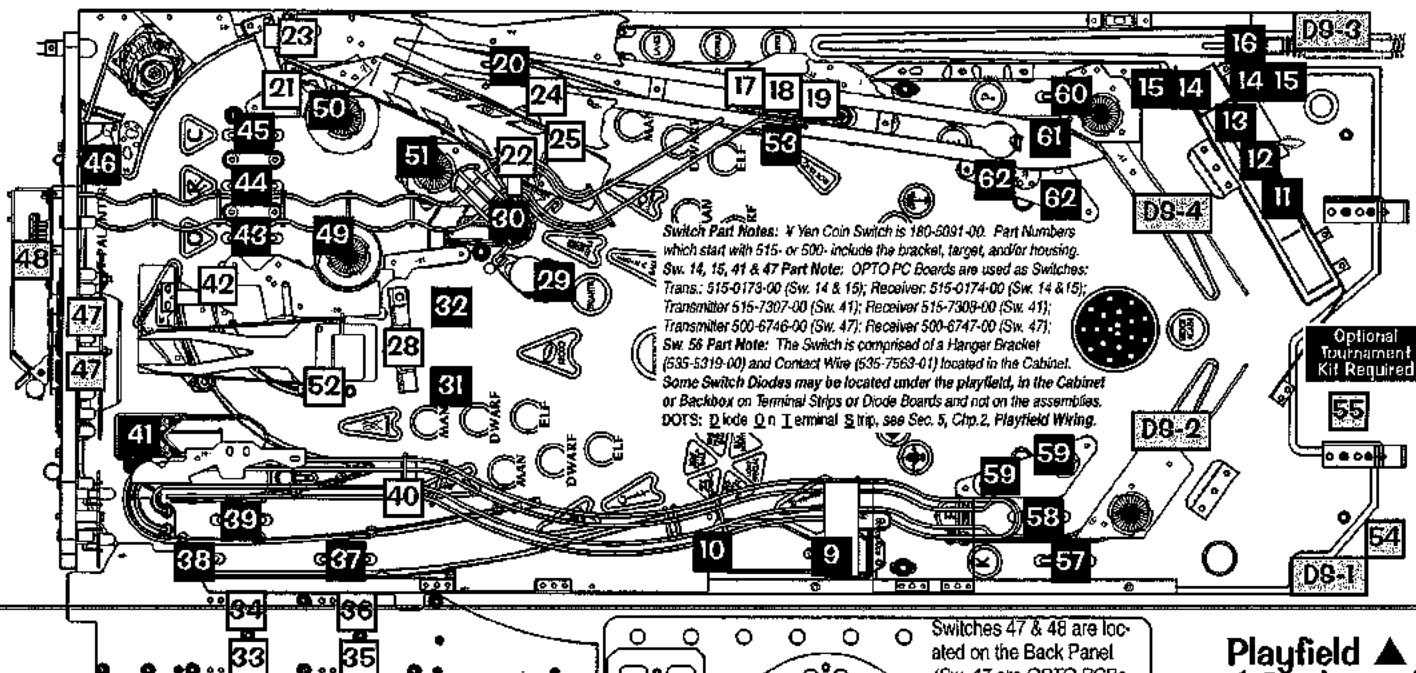 23
16
D9-3
20
21
50
24
17
18
19
60
15
14
14
15
45
25
13
61
46
51
22
53
12
44
62
62
11
MAN
DWARF
ELF
30
D9-4
43
49
48
42
29
47
32
28
47
52
31
Switch Part Notes: ¥ Yen Coin Switch is 180-5091-00. Part Numbers
which start with 515- or 500- include the bracket, target, and/or housing.
Sw. 14, 15, 41 & 47 Part Note: OPTO PC Boards are used as Switches:
Trans.: 515-0173-00 (Sw. 14 & 15); Receiver: 515-0174-00 (Sw. 14 &15);
Transmitter 515-7307-00 (Sw. 41); Receiver 515-7308-00 (Sw. 41);
Transmitter 500-6746-00 (Sw. 47); Receiver 500-6747-00 (Sw. 47);
Sw. 56 Part Note: The Switch is comprised of a Hanger Bracket
(535-5319-00) and Contact Wire (535-7563-01) located in the Cabinet.
Some Switch Diodes may be located under the playfield, in the Cabinet
or Backbox on Terminal Strips or Diode Boards and not on the assemblies.
DOTS: Diode On Terminal Strip, see Sec. 5, Chp.2, Playfield Wiring.
Optional
Tournament
Kit Required
55
D9-2
MAN
DWARF
ELF
MAN
DWARF
ELF
41
59
59
40
39
58
38
37
10
9
K
57
54
D9-1
34
36
33
35
Switches 47 & 48 are loc-
ated on the Back Panel
(Sw. 47 are OPTO PCBs
Playfield ▲